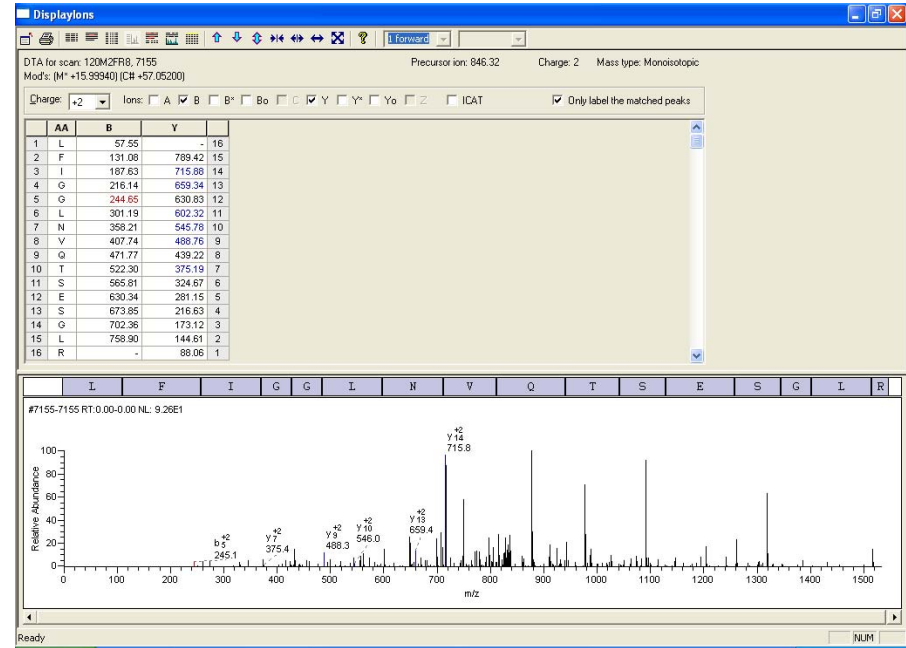 DisplayIons
1 forward
DTA for scan: 120M2FR8, 7155 Precursor ion: 846.32 Charge: 2 Mass type: Monoisotopic
Mod's: (M* +15.99940) (C# +57.05200)
Charge: +2 Ions: A B B* Bo C Y Y* Yo Z ICAT Only label the matched peaks
AA B Y
1 L 57.55 - 16
2 F 131.08 789.42 15
3 I 187.63 715.88 14
4 G 216.14 659.34 13
5 G 244.65 630.83 12
6 L 301.19 602.32 11
7 N 358.21 545.78 10
8 V 407.74 488.76 9
9 Q 471.77 439.22 8
10 T 522.30 375.19 7
11 S 565.81 324.67 6
12 E 630.34 281.15 5
13 S 673.85 216.63 4
14 G 702.36 173.12 3
15 L 758.90 144.61 2
16 R - 88.06 1
L F I G G L N V Q T S E S G L R
#7155-7155 RT:0.00-0.00 NL: 9.26E1
+2
y 14
715.8
+2
y 13
659.4
+2
y 10
546.0
+2
y 9
488.3
+2
y 7
375.4
+2
b 5
245.1
Relative Abundance
100
80
60
40
20
0
0 100 200 300 400 500 600 700 800 900 1000 1100 1200 1300 1400 1500
m/z
Ready NUM